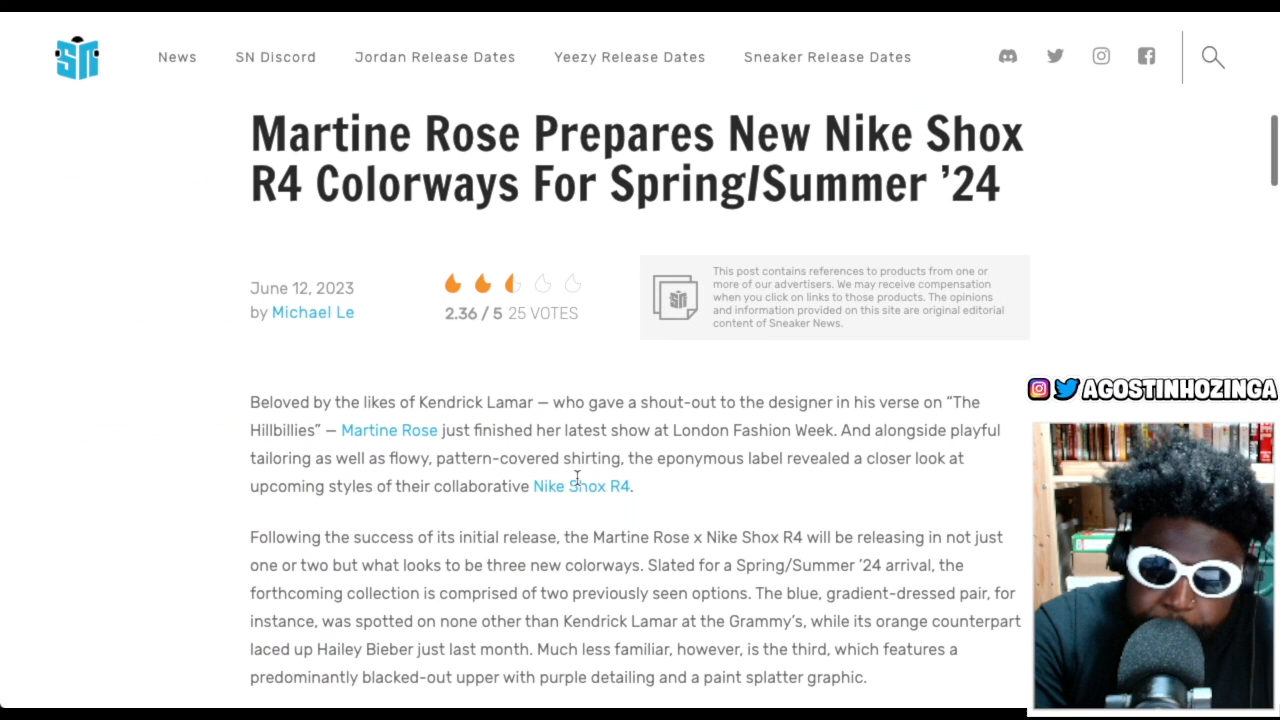 SN
News
SN Discord
Jordan Release Dates
Yeezy Release Dates
Sneaker Release Dates
Martine Rose Prepares New Nike Shox
R4 Colorways For Spring/Summer ’24
June 12, 2023
by Michael Le
2.36 / 5 25 VOTES
SN
This post contains references to products from one or
more of our advertisers. We may receive compensation
when you click on links to those products. The opinions
and information provided on this site are original editorial
content of Sneaker News.
Beloved by the likes of Kendrick Lamar — who gave a shout-out to the designer in his verse on “The
Hillbillies” — Martine Rose just finished her latest show at London Fashion Week. And alongside playful
tailoring as well as flowy, pattern-covered shirting, the eponymous label revealed a closer look at
upcoming styles of their collaborative Nike Shox R4.
Following the success of its initial release, the Martine Rose x Nike Shox R4 will be releasing in not just
one or two but what looks to be three new colorways. Slated for a Spring/Summer ’24 arrival, the
forthcoming collection is comprised of two previously seen options. The blue, gradient-dressed pair, for
instance, was spotted on none other than Kendrick Lamar at the Grammy’s, while its orange counterpart
laced up Hailey Bieber just last month. Much less familiar, however, is the third, which features a
predominantly blacked-out upper with purple detailing and a paint splatter graphic.
AGOSTINHOZINGA